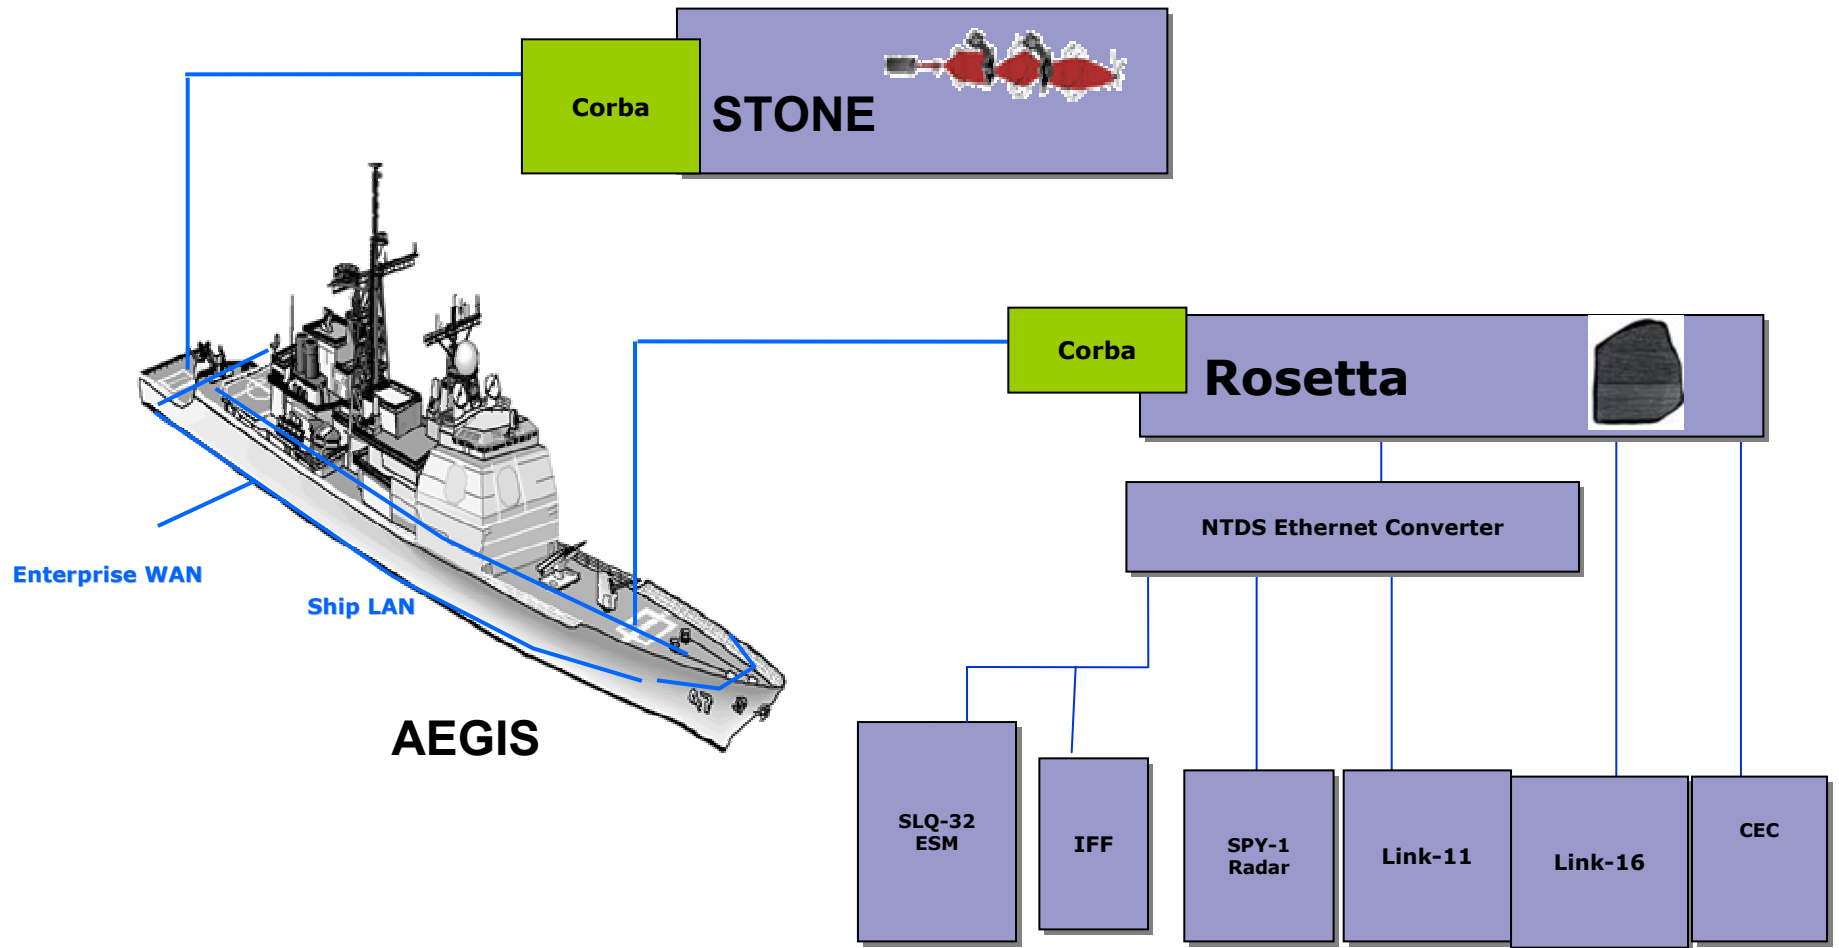 Corba
STONE
Corba
Rosetta
NTDS Ethernet Converter
Enterprise WAN
Ship LAN
47
AEGIS
SLQ-32
ESM
IFF
SPY-1
Radar
Link-11
Link-16
CEC